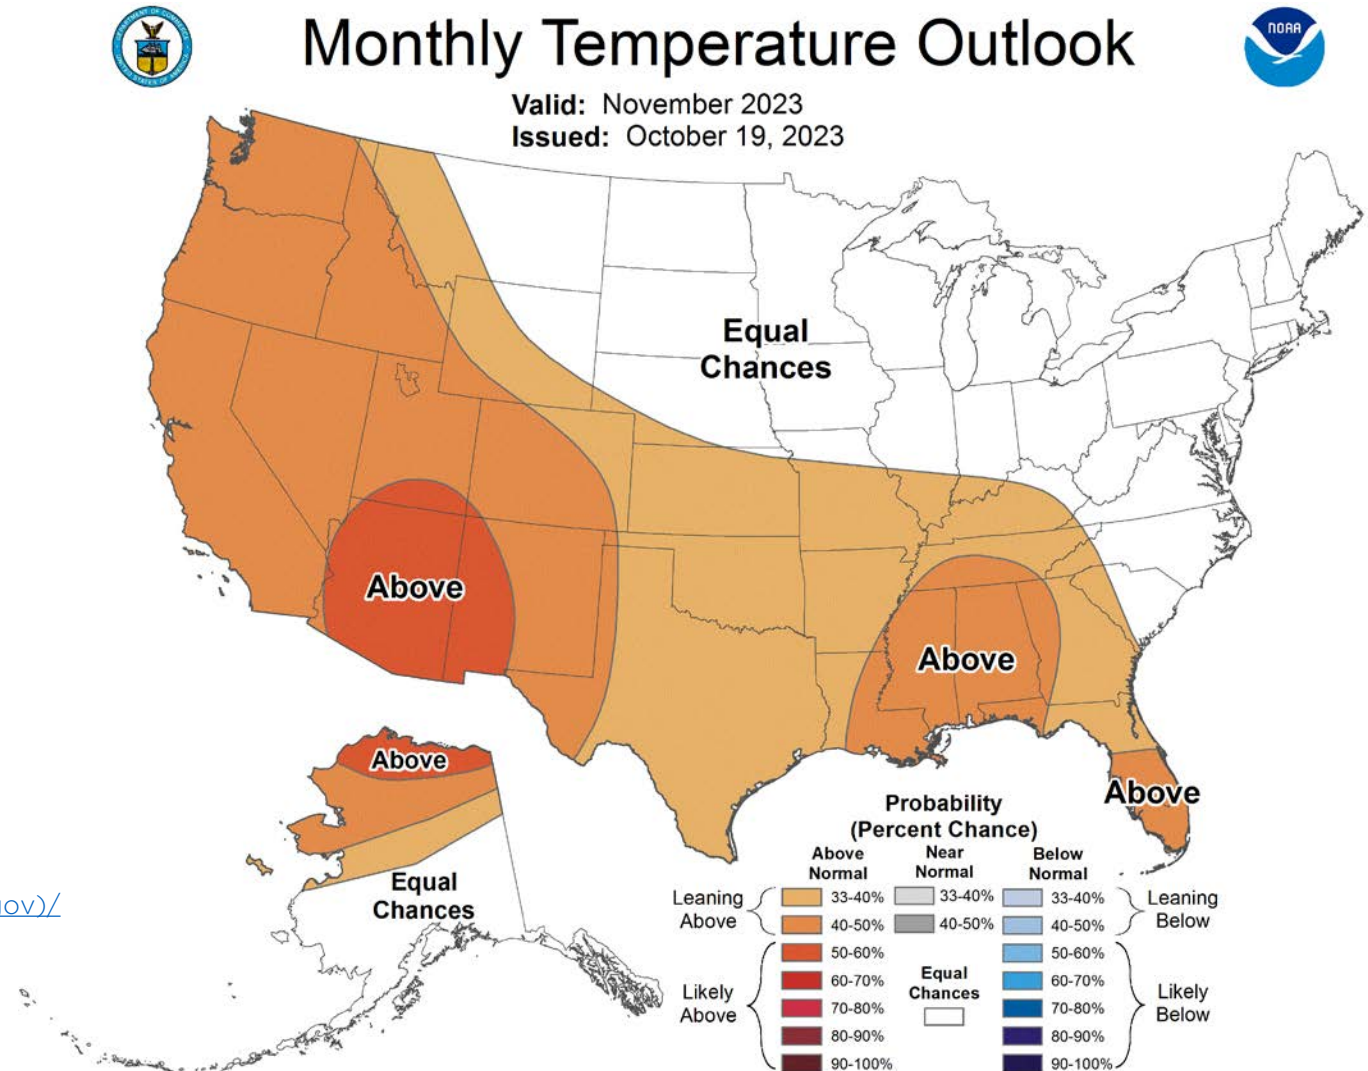 Monthly Temperature Outlook
NOAA
Valid: November 2023
Issued: October 19, 2023
Equal
Chances
Above
Above
Above
Above
Equal
Chances
gov)/
Probability
(Percent Chance)
Above
Normal
Near
Normal
Below
Normal
Leaning
Above
33-40%
40-50%
33-40%
40-50%
33-40%
40-50%
Leaning
Below
Likely
Above
50-60%
60-70%
70-80%
80-90%
90-100%
Equal
Chances
50-60%
60-70%
70-80%
80-90%
90-100%
Likely
Below